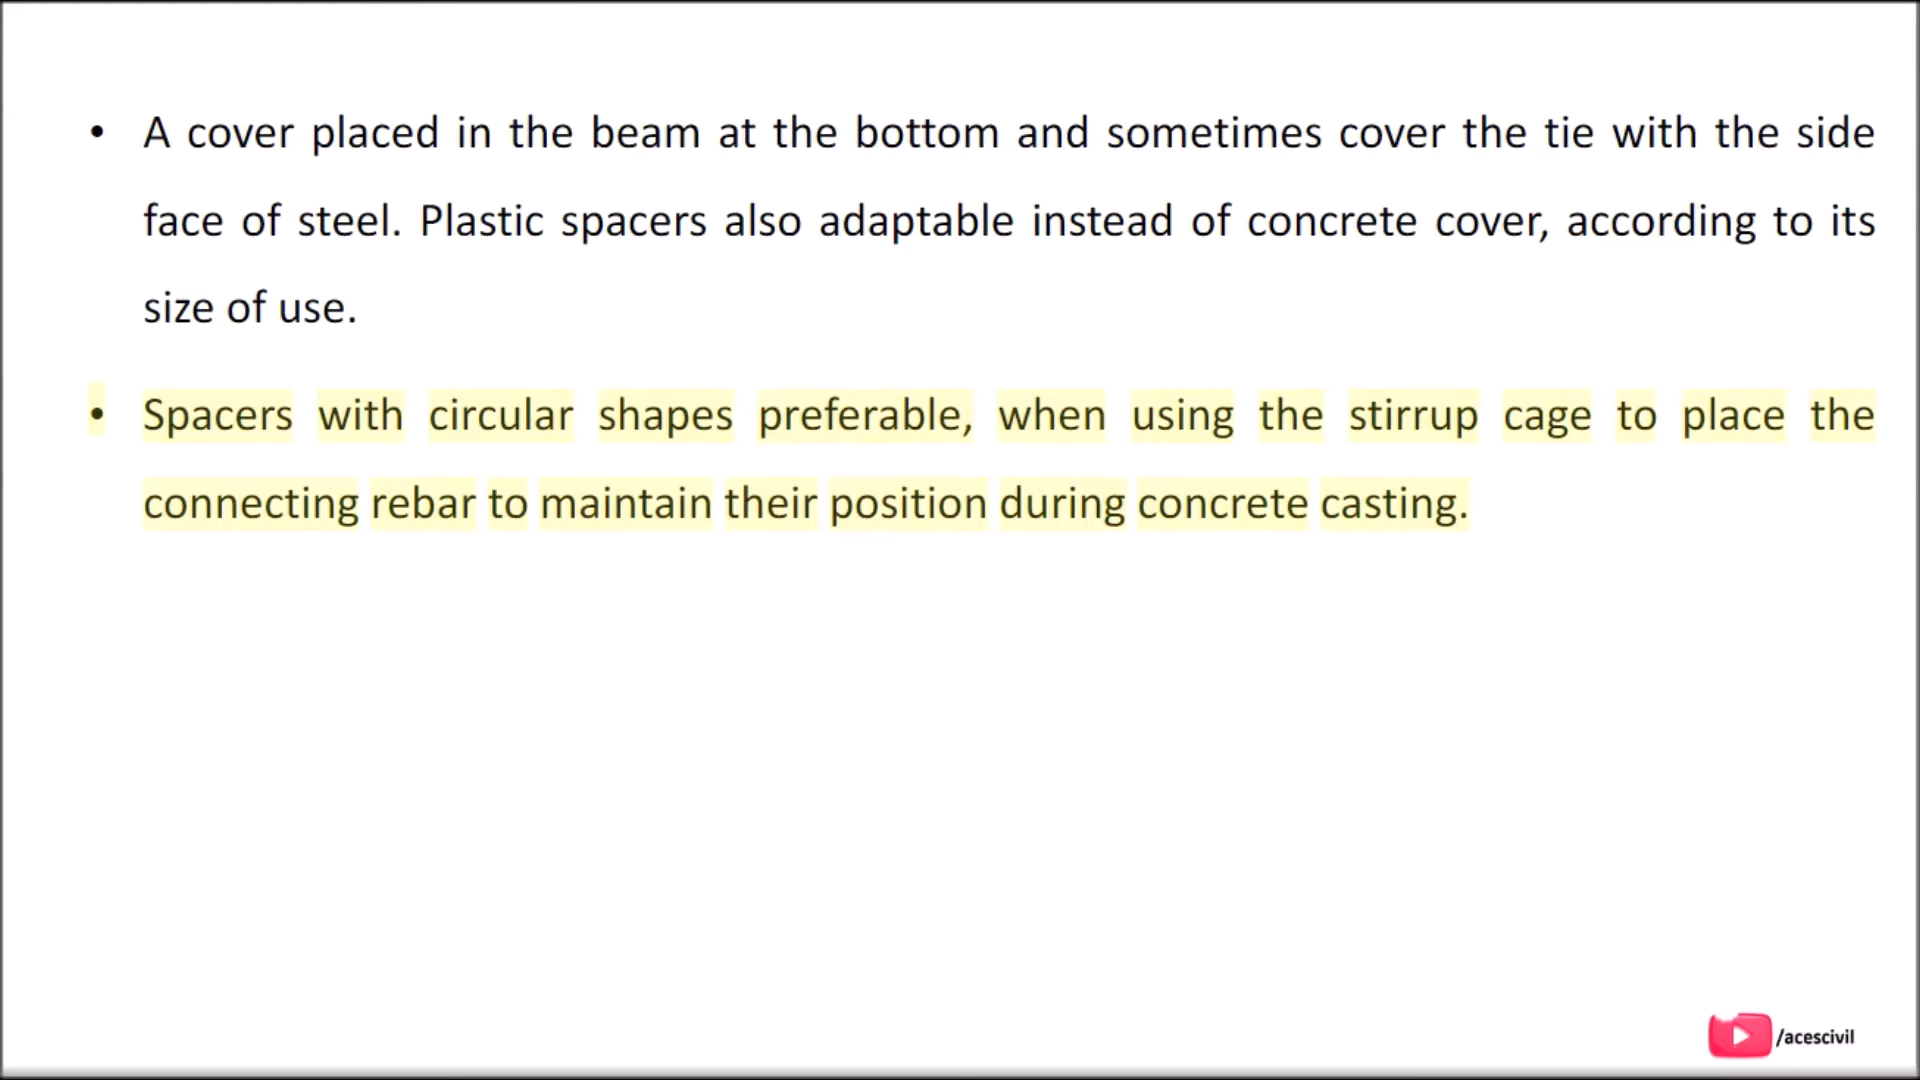 • A cover placed in the beam at the bottom and sometimes cover the tie with the side
face of steel. Plastic spacers also adaptable instead of concrete cover, according to its
size of use.
• Spacers with circular shapes preferable, when using the stirrup cage to place the
connecting rebar to maintain their position during concrete casting.
/acescivil